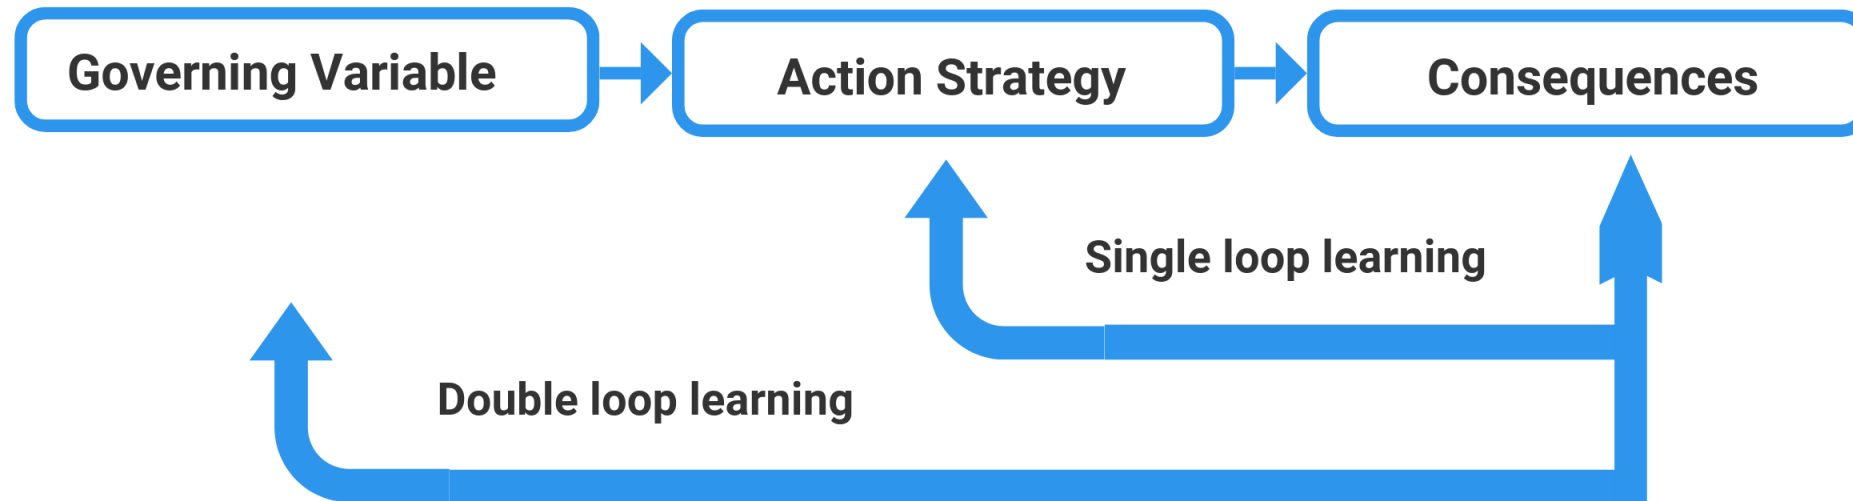 Governing Variable
Action Strategy
Consequences
Single loop learning
Double loop learning